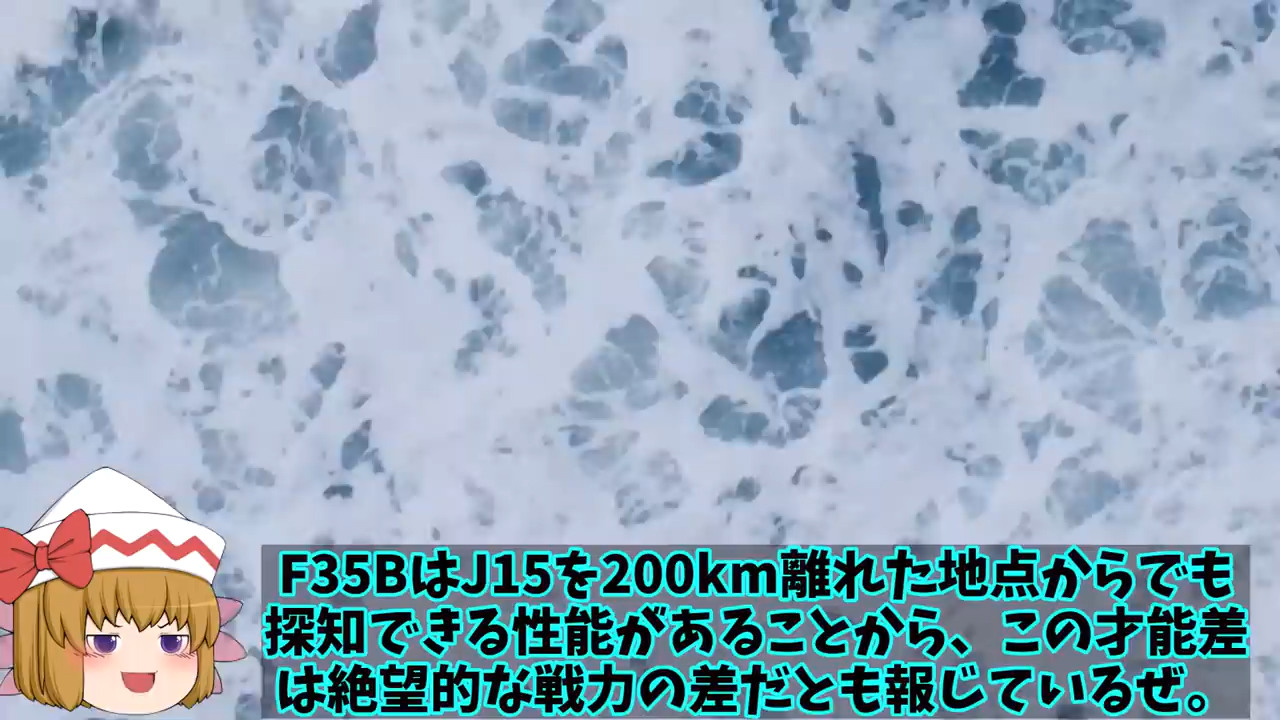 F35BはJ15を200km離れた地点からでも
探知できる性能があることから、この才能差
は絶望的な戦力の差だとも報じているぜ。